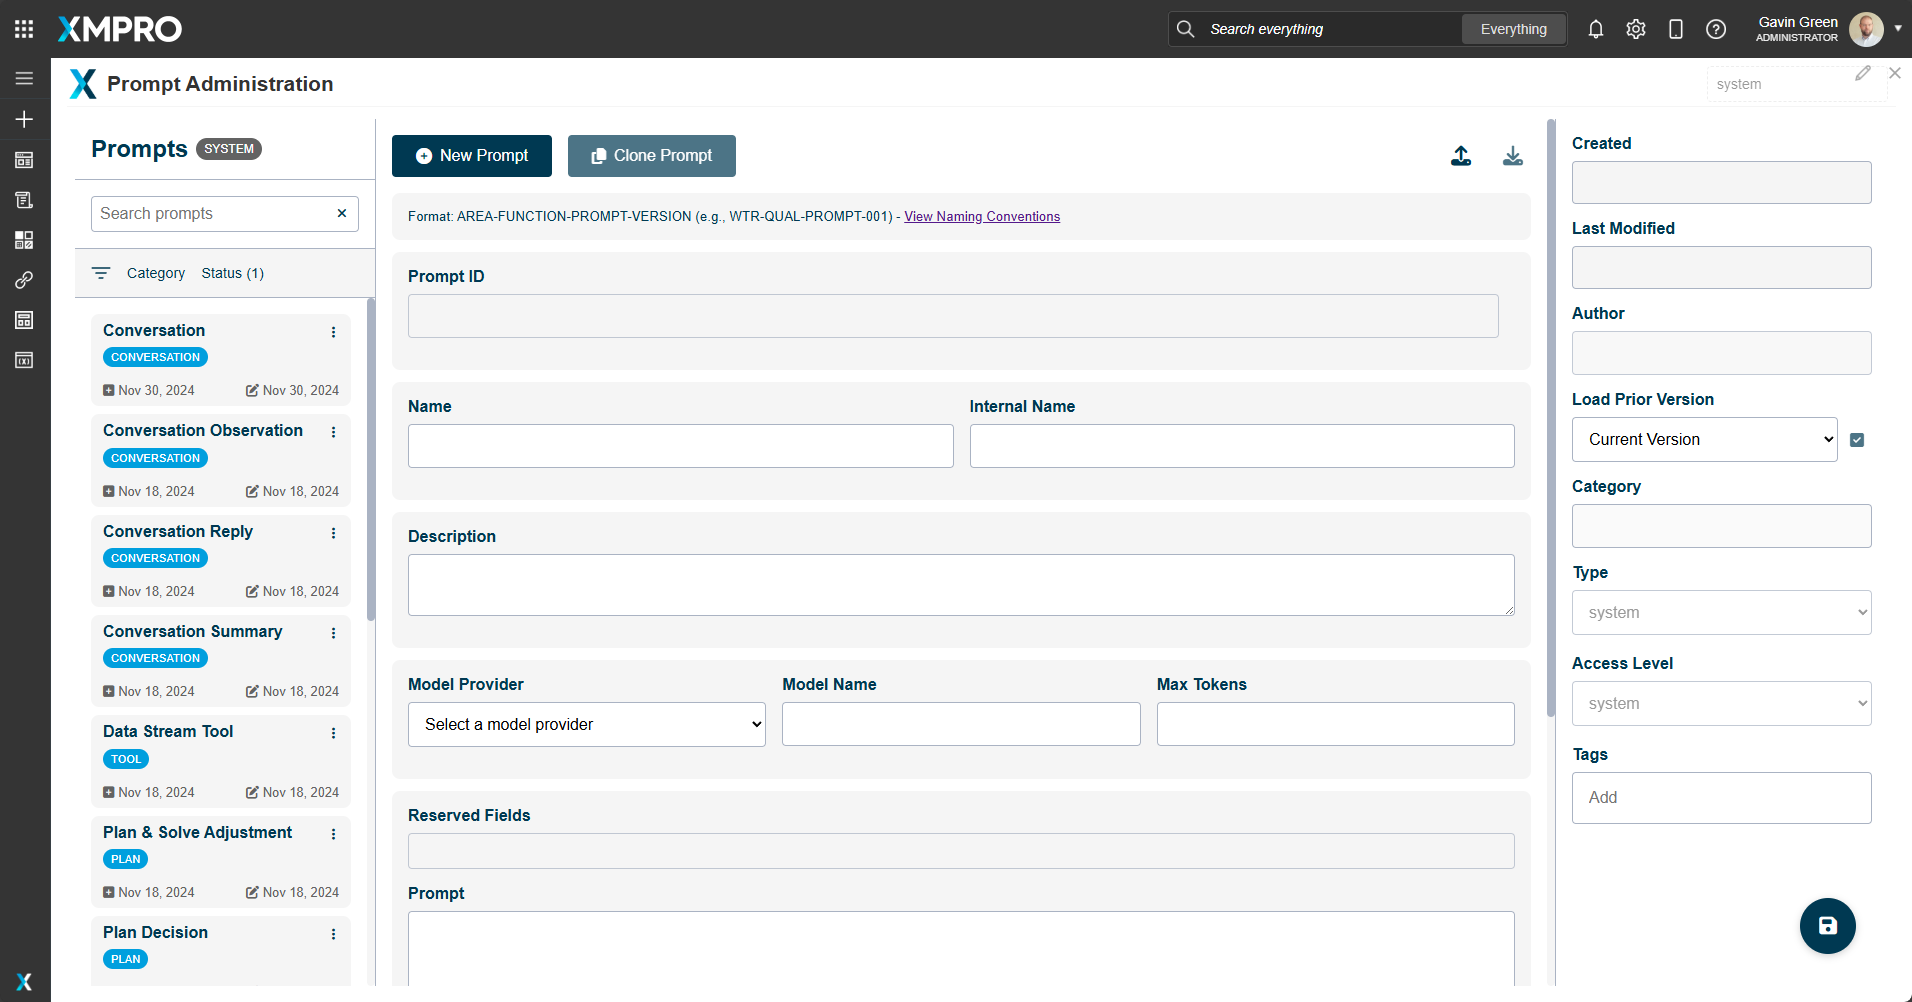 XMPRO
Search everything
Everything
Gavin Green
ADMINISTRATOR
Prompt Administration
system
Prompts SYSTEM
Search prompts
Category Status (1)
Conversation
CONVERSATION
Nov 30, 2024 Nov 30, 2024
Conversation Observation
CONVERSATION
Nov 18, 2024 Nov 18, 2024
Conversation Reply
CONVERSATION
Nov 18, 2024 Nov 18, 2024
Conversation Summary
CONVERSATION
Nov 18, 2024 Nov 18, 2024
Data Stream Tool
TOOL
Nov 18, 2024 Nov 18, 2024
Plan & Solve Adjustment
PLAN
Nov 18, 2024 Nov 18, 2024
Plan Decision
PLAN
New Prompt
Clone Prompt
Format: AREA-FUNCTION-PROMPT-VERSION (e.g., WTR-QUAL-PROMPT-001) - View Naming Conventions
Prompt ID
Name Internal Name
Description
Model Provider Model Name Max Tokens
Select a model provider
Reserved Fields
Prompt
Created
Last Modified
Author
Load Prior Version
Current Version
Category
Type
system
Access Level
system
Tags
Add